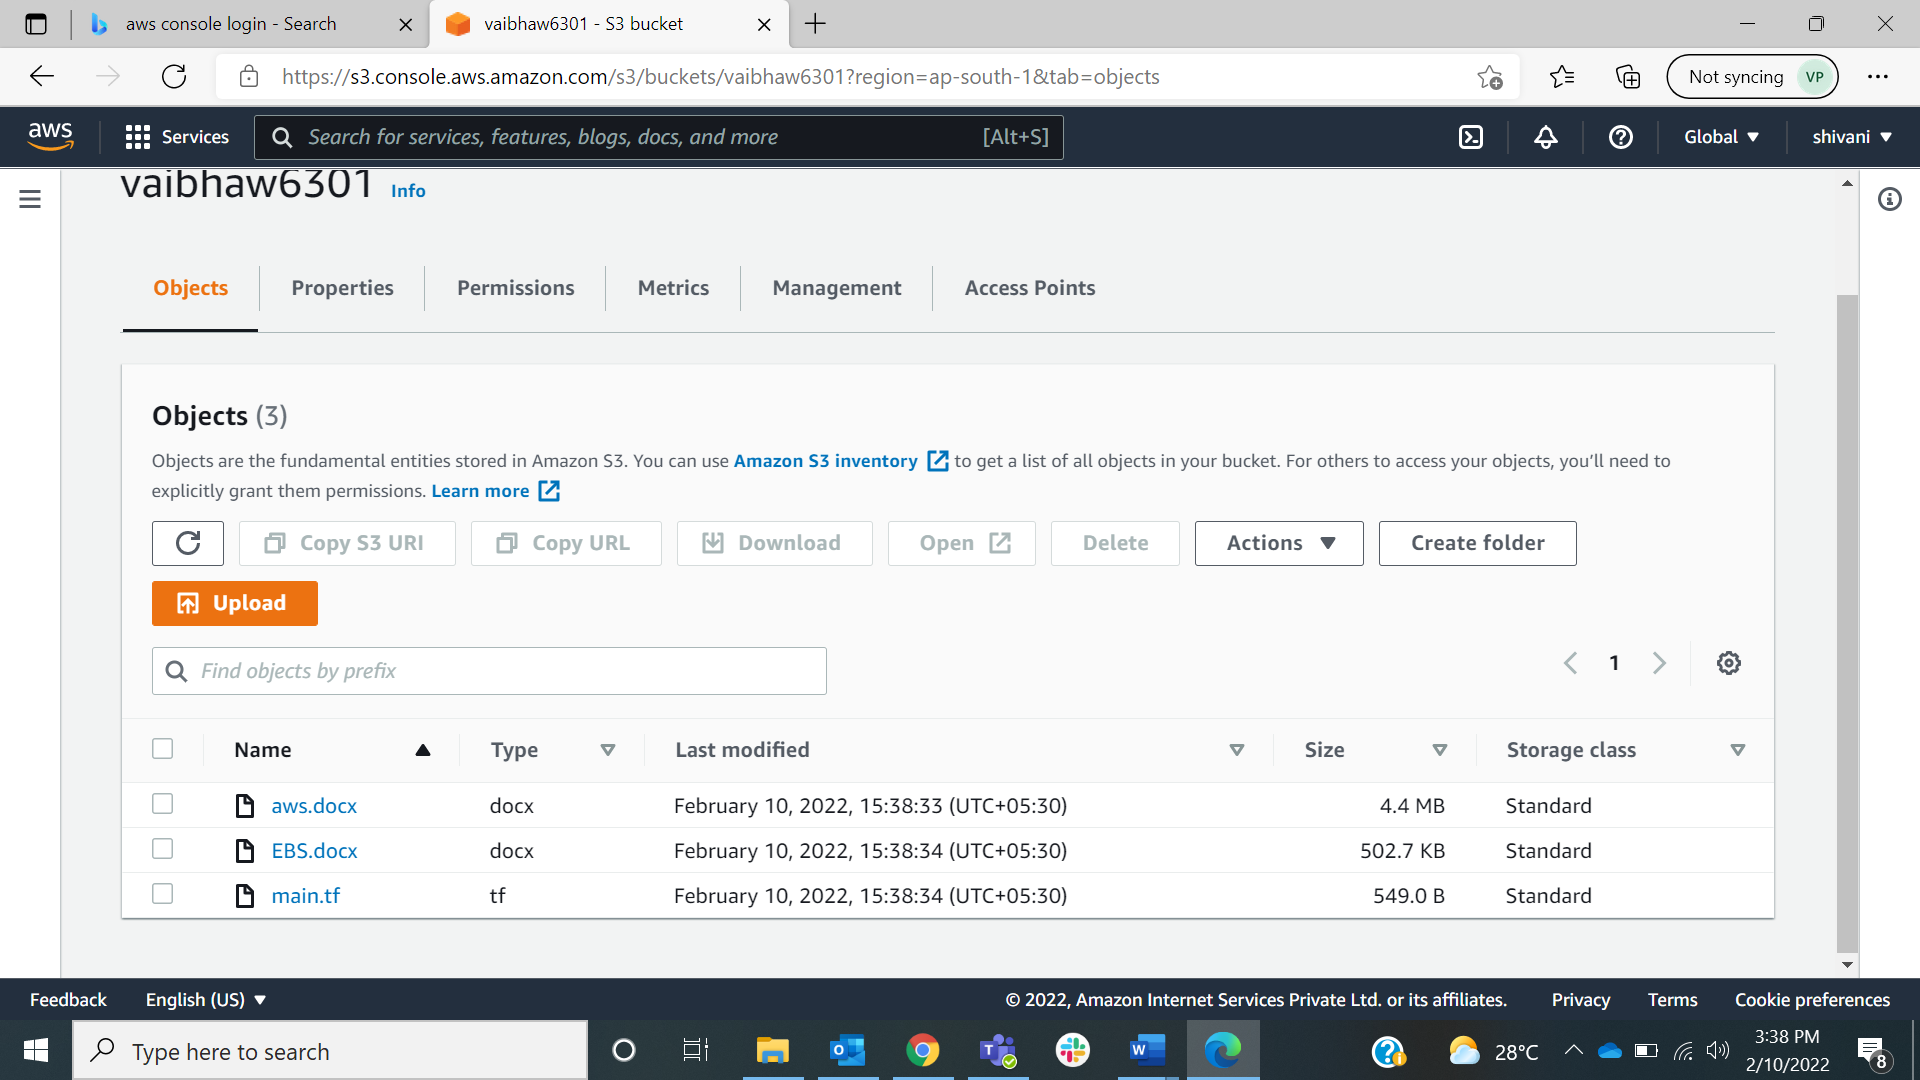 aws console login - Search
vaibhaw6301 - S3 bucket
https://s3.console.aws.amazon.com/s3/buckets/vaibhaw6301?region=ap-south-1&tab=objects
Not syncing VP
aws Services Search for services, features, blogs, docs, and more [Alt+S] Global shivani
vaibhaw6301 Info
Objects Properties Permissions Metrics Management Access Points
Objects (3)
Objects are the fundamental entities stored in Amazon S3. You can use Amazon S3 inventory to get a list of all objects in your bucket. For others to access your objects, you’ll need to
explicitly grant them permissions. Learn more
Copy S3 URI Copy URL Download Open Delete Actions Create folder
Upload
Find objects by prefix 1
Name Type Last modified Size Storage class
aws.docx docx February 10, 2022, 15:38:33 (UTC+05:30) 4.4 MB Standard
EBS.docx docx February 10, 2022, 15:38:34 (UTC+05:30) 502.7 KB Standard
main.tf tf February 10, 2022, 15:38:34 (UTC+05:30) 549.0 B Standard
Feedback English (US) © 2022, Amazon Internet Services Private Ltd. or its affiliates. Privacy Terms Cookie preferences
Type here to search 28°C 3:38 PM
2/10/2022 8